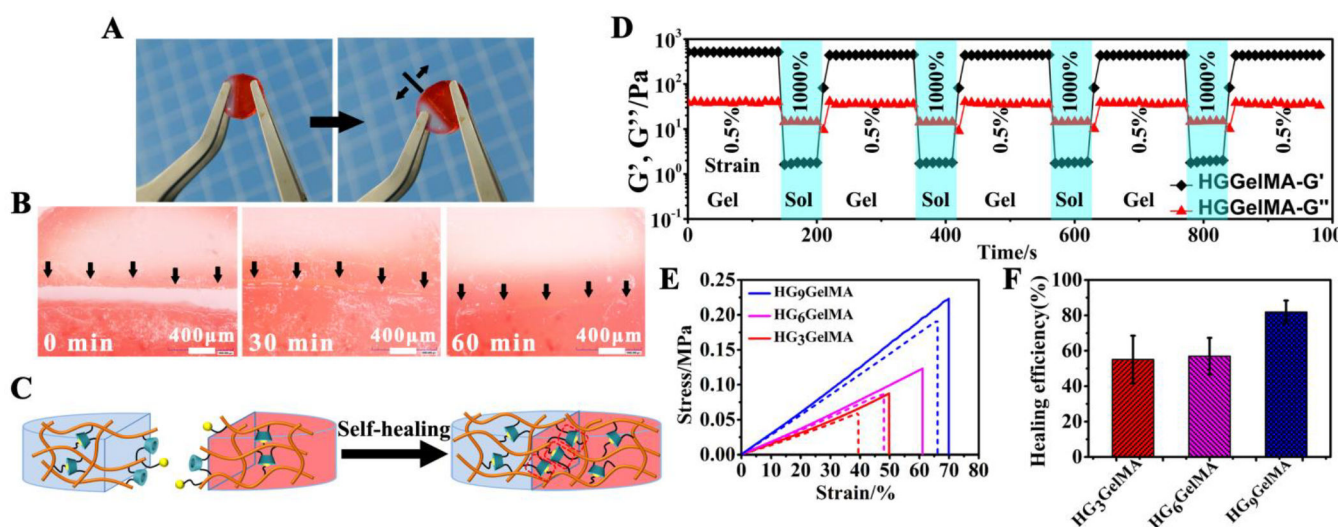 A
B
0 min
400μm
30 min
400μm
60 min
400μm
C
Self-healing
D
G', G''/Pa
10³
10²
10¹
10⁰
10⁻¹
0.5%
1000%
0.5%
1000%
0.5%
1000%
0.5%
1000%
0.5%
Strain
Gel
Sol
Gel
Sol
Gel
Sol
Gel
Sol
HGGelMA-G'
HGGelMA-G''
0
200
400
600
800
100
Time/s
E
Stress/MPa
0.25
0.20
0.15
0.10
0.05
0.00
HG₉GelMA
HG₆GelMA
HG₃GelMA
0 10 20 30 40 50 60 70 80
Strain/%
F
Healing efficiency(%)
100
80
60
40
20
0
HG₃GelMA
HG₆GelMA
HG₉GelMA